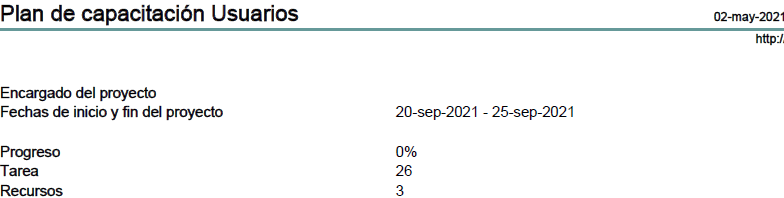 Plan de capacitación Usuarios
02-may-2021
http:/
Encargado del proyecto
Fechas de inicio y fin del proyecto 20-sep-2021 - 25-sep-2021
Progreso 0%
Tarea 26
Recursos 3